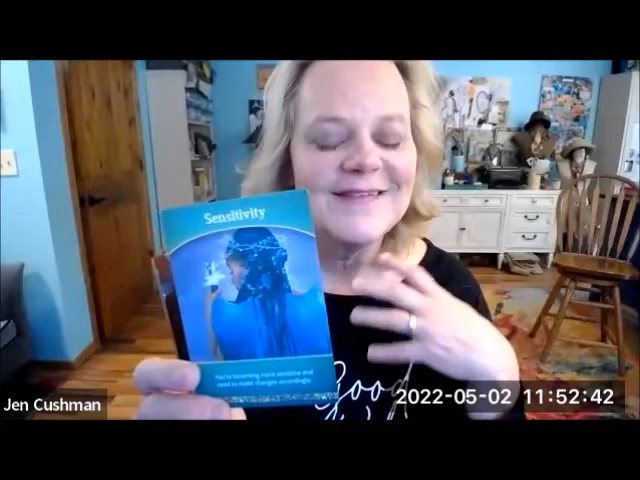 Sensitivity
You're becoming more sensitive and
need to make changes accordingly.
Good
Jen Cushman
2022-05-02 11:52:42